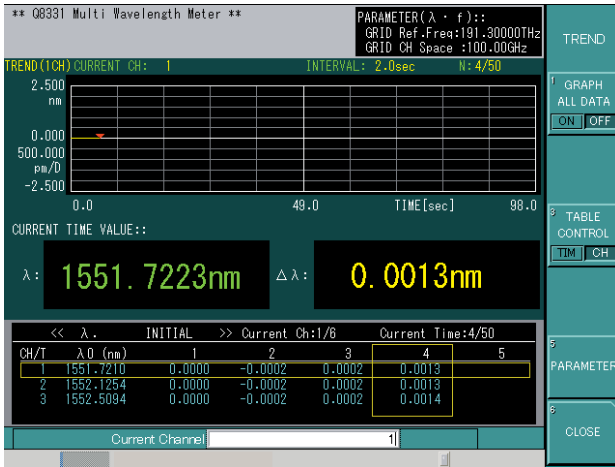 ** Q8331 Multi Wavelength Meter **
PARAMETER(λ · f)::
GRID Ref.Freq:191.30000THz
GRID CH Space :100.00GHz
TREND
TREND(1CH) CURRENT CH: 1 INTERVAL: 2.0sec N:4/50
2.500
nm
0.000
500.000
pm/D
-2.500
0.0 49.0 TIME[sec] 98.0
1 GRAPH
ALL DATA
ON OFF
3 TABLE
CONTROL
TIM CH
CURRENT TIME VALUE::
λ: 1551.7223nm Δλ: 0.0013nm
<< λ. INITIAL >> Current Ch:1/6 Current Time:4/50
CH/T λ0 (nm) 1 2 3 4 5
1 1551.7210 0.0000 -0.0002 0.0002 0.0013
2 1552.1254 0.0000 -0.0002 0.0002 0.0013
3 1552.5094 0.0000 -0.0002 0.0002 0.0014
5
PARAMETER
6
CLOSE
Current Channel 1